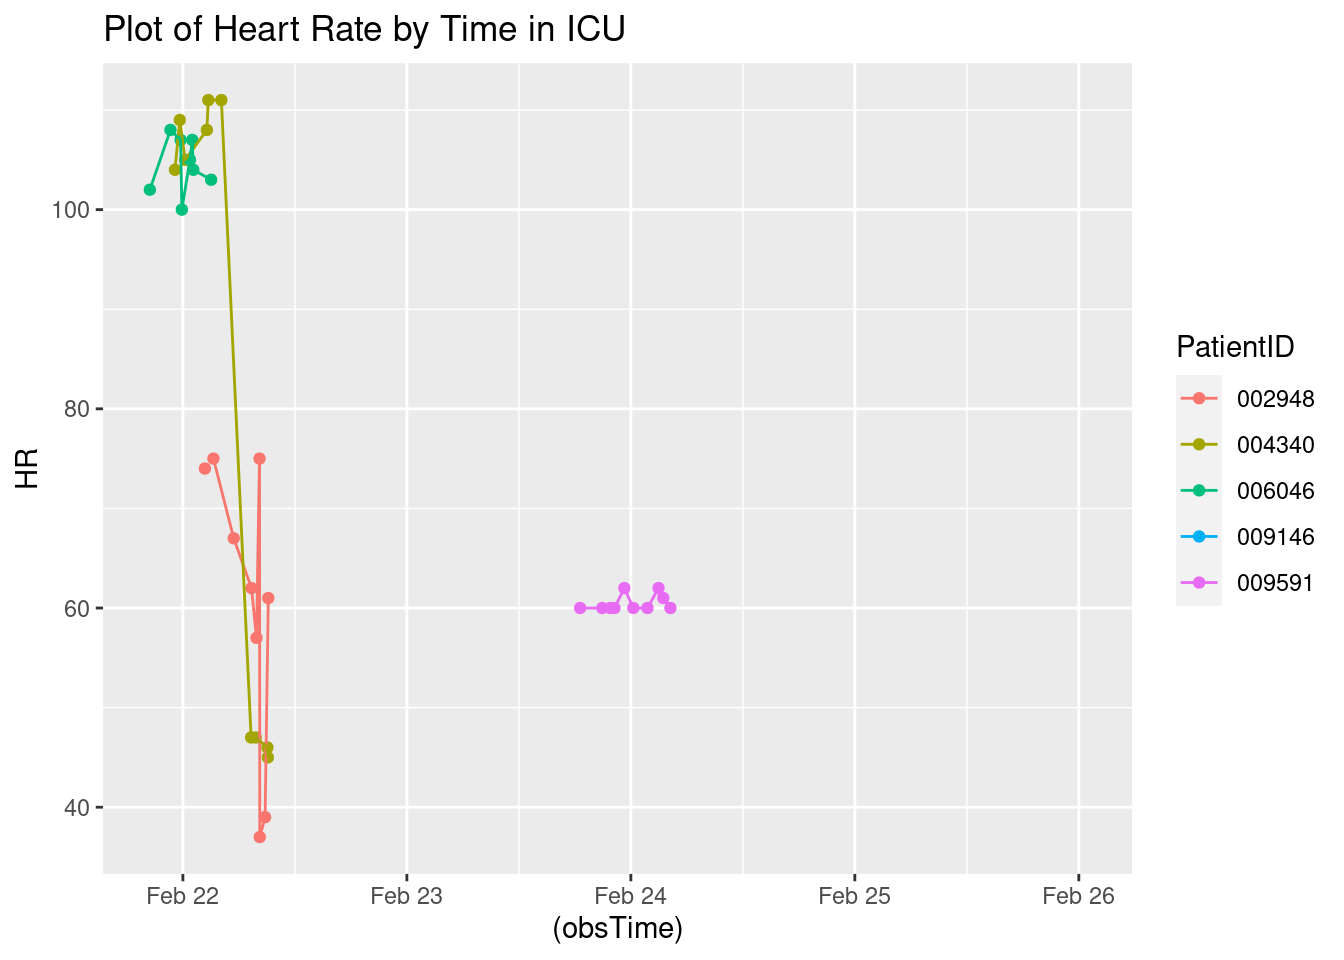 Plot of Heart Rate by Time in ICU
HR
100
80
60
40
Feb 22
Feb 23
Feb 24
Feb 25
Feb 26
(obsTime)
PatientID
002948
004340
006046
009146
009591